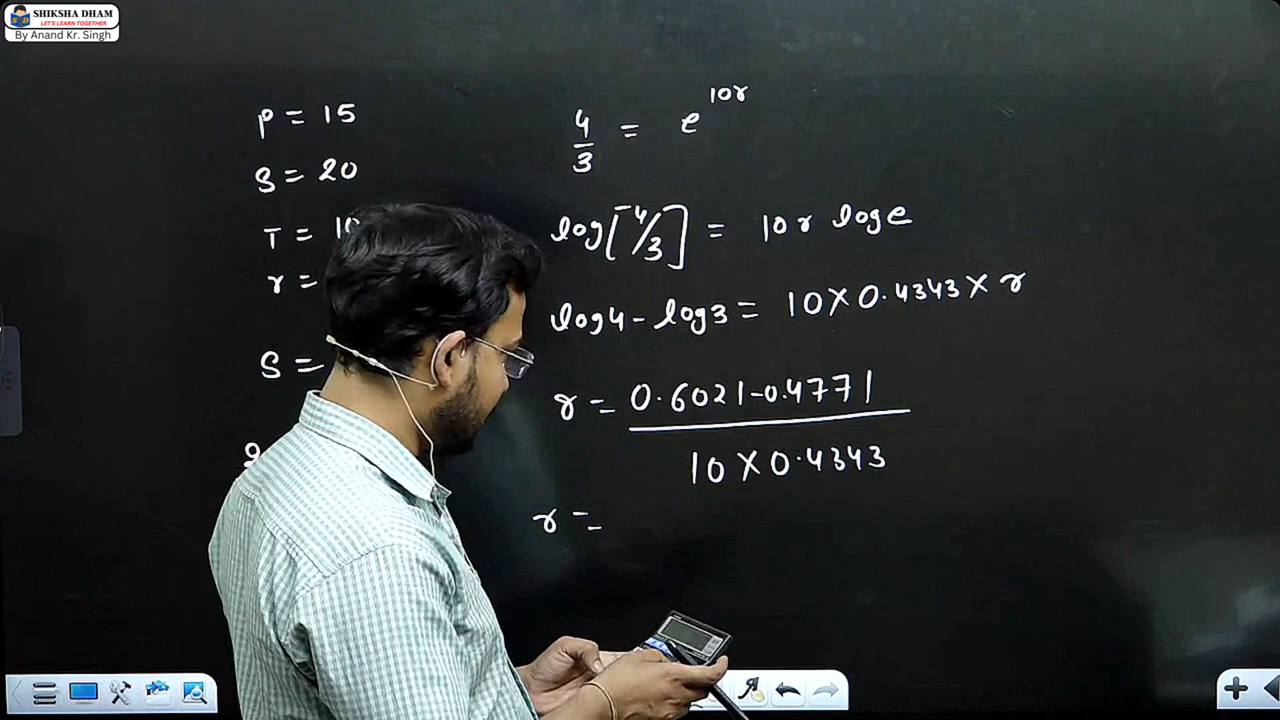 SHIKSHA DHAM
LET'S LEARN TOGETHER
By Anand Kr. Singh
P = 15
S = 20
T = 10
r =
S =
4/3 = e^10r
log[4/3] = 10r loge
log4 - log3 = 10 × 0.4343 × r
r = 0.6021-0.4771
10 × 0.4343
r =